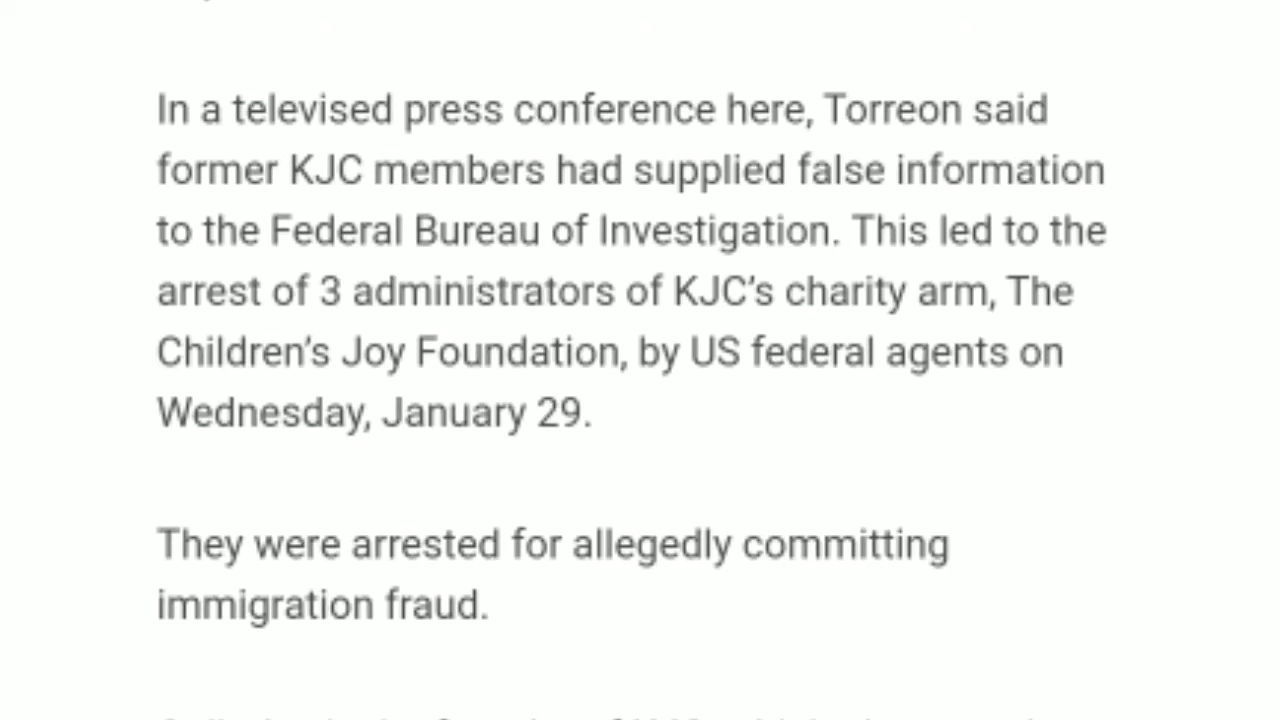 In a televised press conference here, Torreon said
former KJC members had supplied false information
to the Federal Bureau of Investigation. This led to the
arrest of 3 administrators of KJC’s charity arm, The
Children’s Joy Foundation, by US federal agents on
Wednesday, January 29.
They were arrested for allegedly committing
immigration fraud.